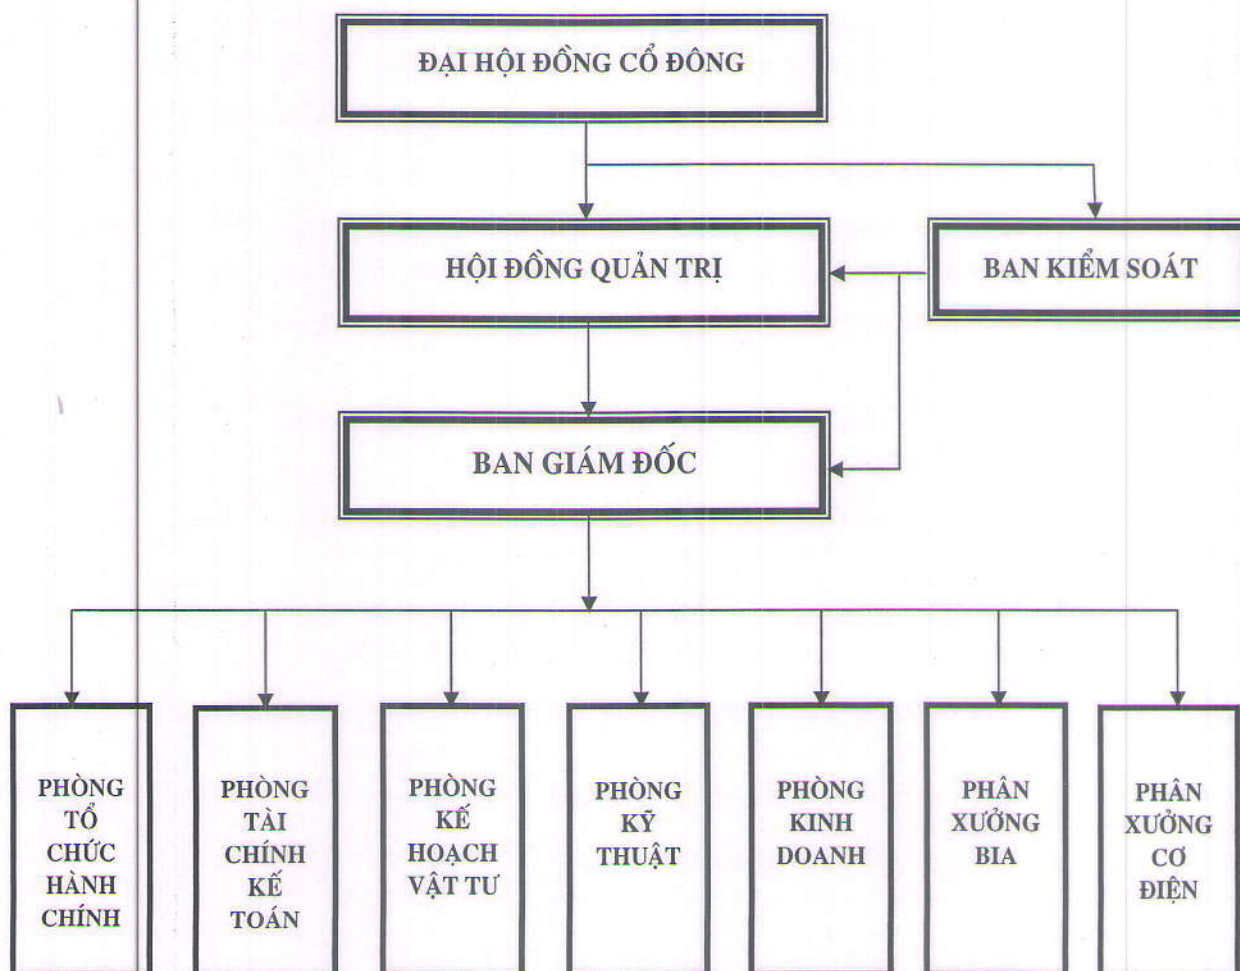 ĐẠI HỘI ĐỒNG CỔ ĐÔNG
HỘI ĐỒNG QUẢN TRỊ
BAN KIỂM SOÁT
BAN GIÁM ĐỐC
PHÒNG
TỔ
CHỨC
HÀNH
CHÍNH
PHÒNG
TÀI
CHÍNH
KẾ
TOÁN
PHÒNG
KẾ
HOẠCH
VẬT TƯ
PHÒNG
KỸ
THUẬT
PHÒNG
KINH
DOANH
PHÂN
XƯỞNG
BIA
PHÂN
XƯỞNG
CƠ
ĐIỆN